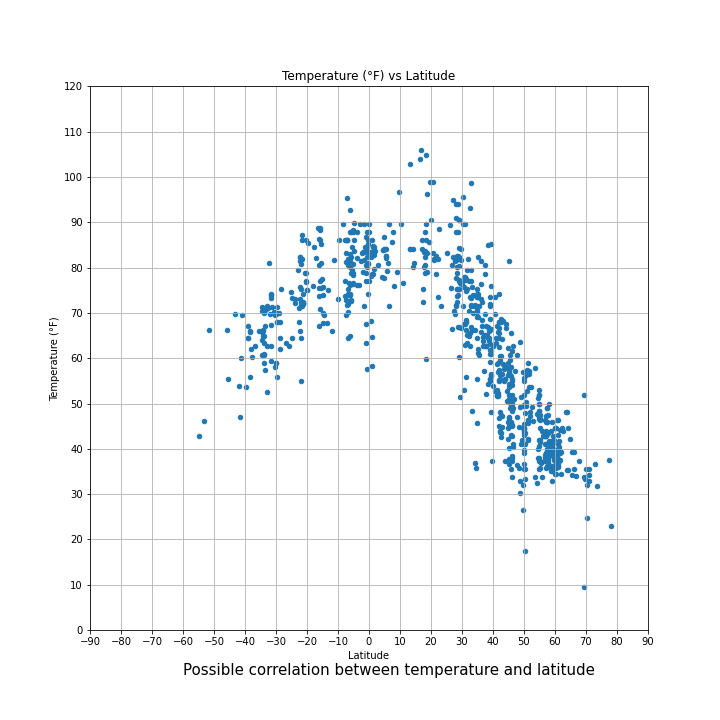 Temperature (°F) vs Latitude
120
110
100
90
80
70
60
50
40
30
20
10
0
Temperature (°F)
−90 −80 −70 −60 −50 −40 −30 −20 −10 0 10 20 30 40 50 60 70 80 90
Latitude
Possible correlation between temperature and latitude